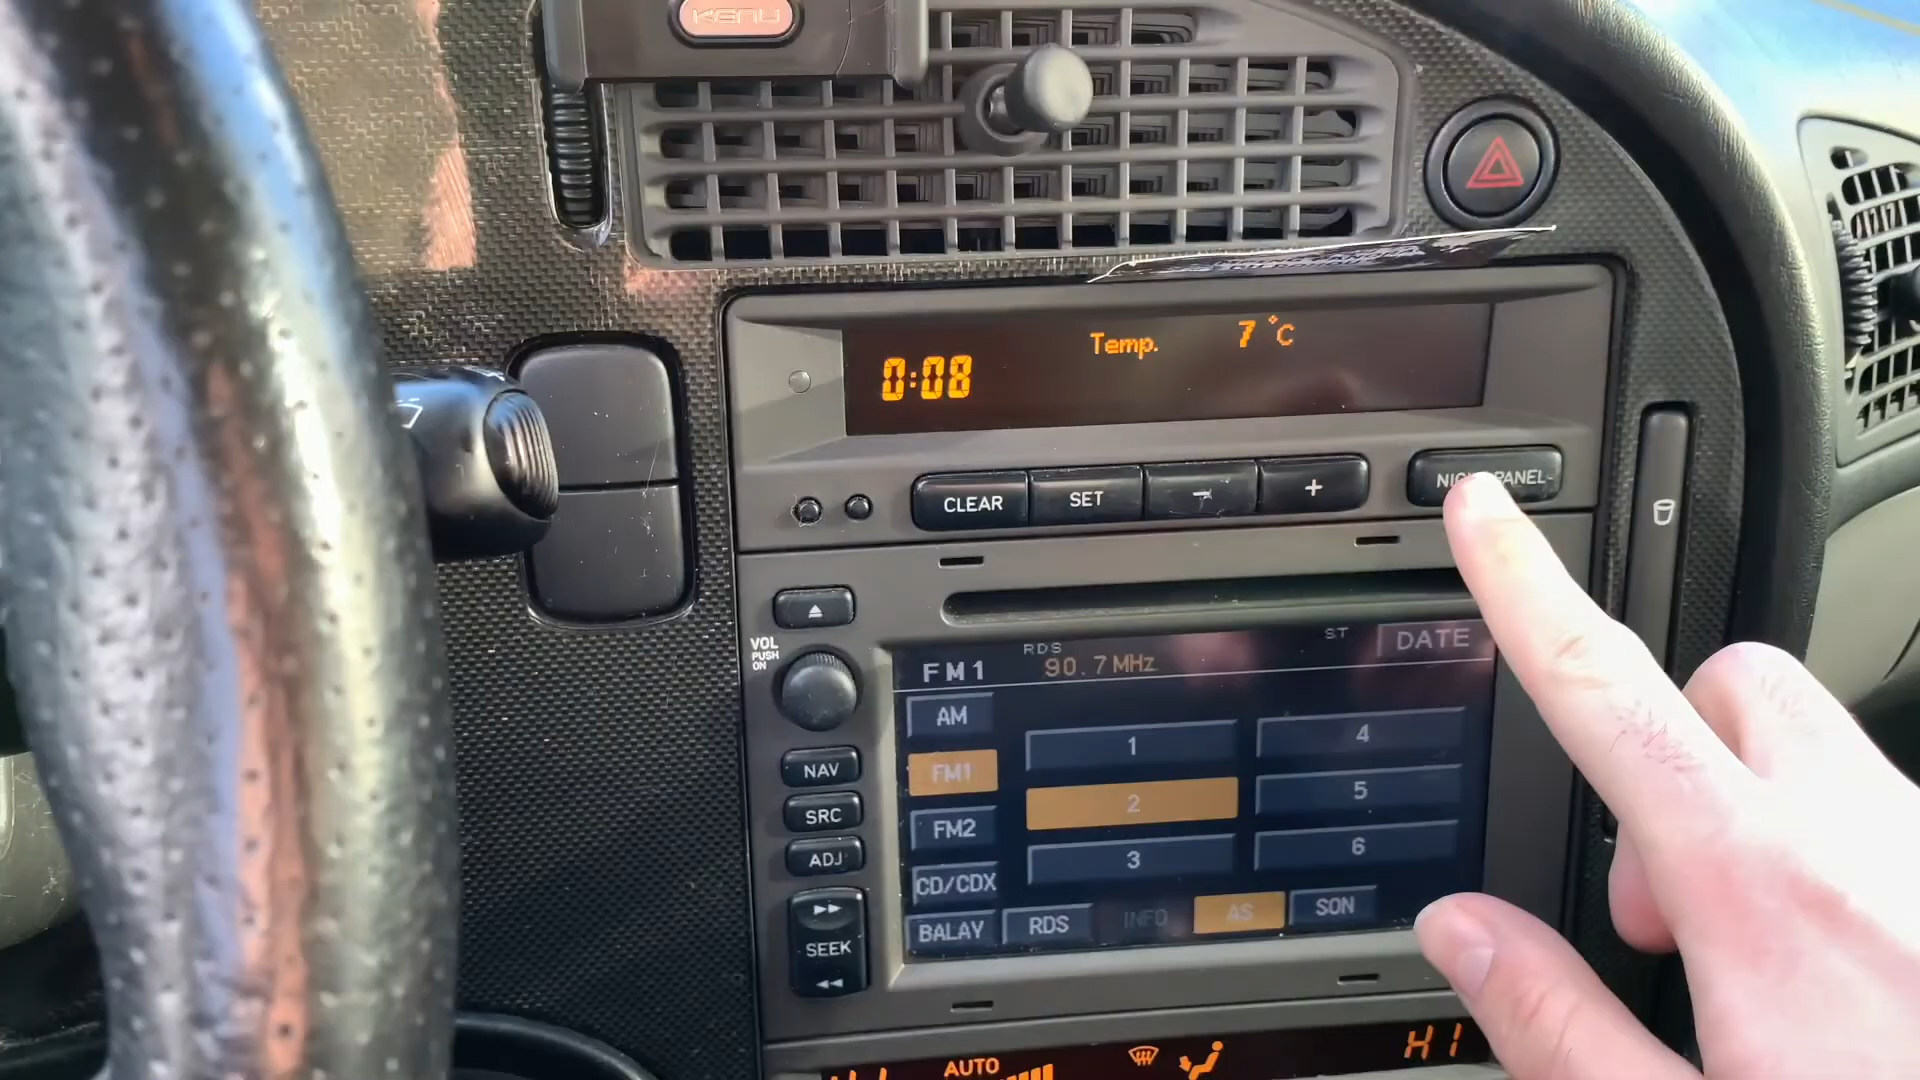 KENU
Temp. 7 °C
0:08
CLEAR SET - + NIGHT PANEL
VOL
PUSH
ON
RDS ST DATE
FM1 90.7 MHz
AM
1 4
NAV FM1
2 5
SRC FM2
3 6
ADJ CD/CDX
BALAY RDS INFO AS SON
SEEK
AUTO HI